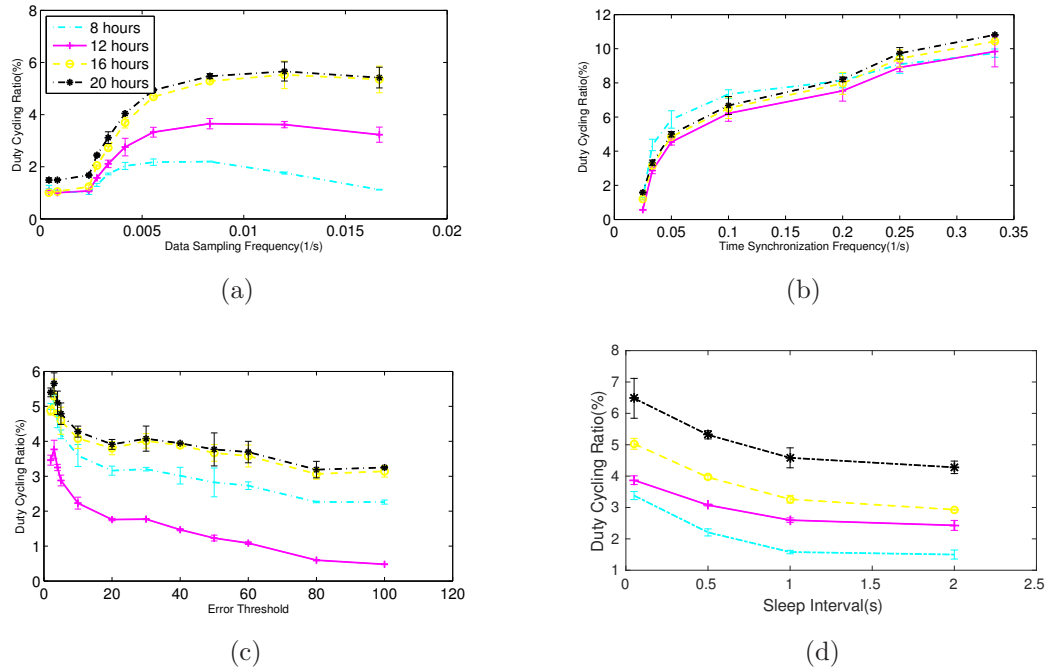 8
6
4
2
0
Duty Cycling Ratio(%)
8 hours
12 hours
16 hours
20 hours
0 0.005 0.01 0.015 0.02
Data Sampling Frequency(1/s)
(a)
12
10
8
6
4
2
0
Duty Cycling Ratio(%)
0 0.05 0.1 0.15 0.2 0.25 0.3 0.35
Time Synchronization Frequency(1/s)
(b)
6
5
4
3
2
1
0
Duty Cycling Ratio(%)
0 20 40 60 80 100 120
Error Threshold
(c)
8
7
6
5
4
3
2
1
Duty Cycling Ratio(%)
0 0.5 1 1.5 2 2.5
Sleep Interval(s)
(d)